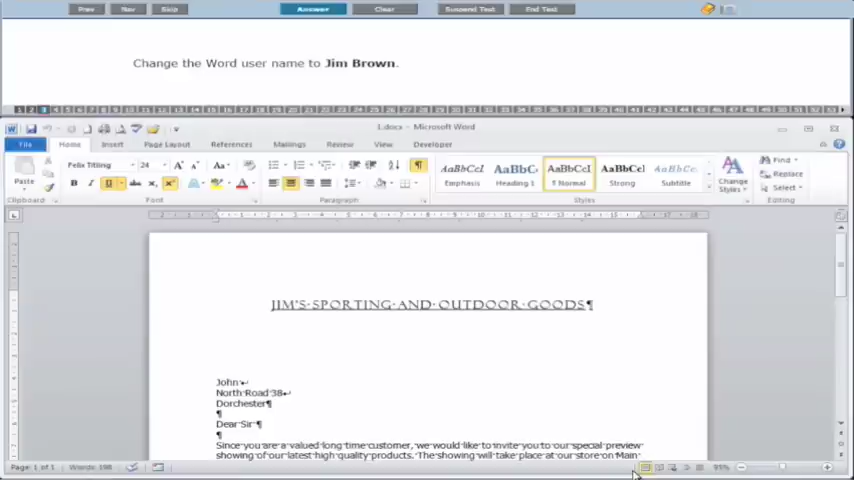 Prev Nav Skip Answer Clear Suspend Test End Test
Change the Word user name to Jim Brown.
1.docx - Microsoft Word
File Home Insert Page Layout References Mailings Review View Developer
Felix Titling 24
Paste
AaBbCcI AaBbC AaBbCcI AaBbCcI AaBbCcI
Emphasis Heading 1 ¶ Normal Strong Subtitle
Change Styles
Find
Replace
Select
Clipboard Font Paragraph Styles Editing
JIM'S·SPORTING·AND·OUTDOOR·GOODS¶
John·↵
North·Road·38↵
Dorchester¶
¶
Dear·Sir·¶
¶
Since·you·are·a·valued·long·time·customer,·we·would·like·to·invite·you·to·our·special·preview·
showing·of·our·latest·high·quality·products.··The·showing·will·take·place·at·our·store·on·Main·
Page: 1 of 1 Words: 198 91%